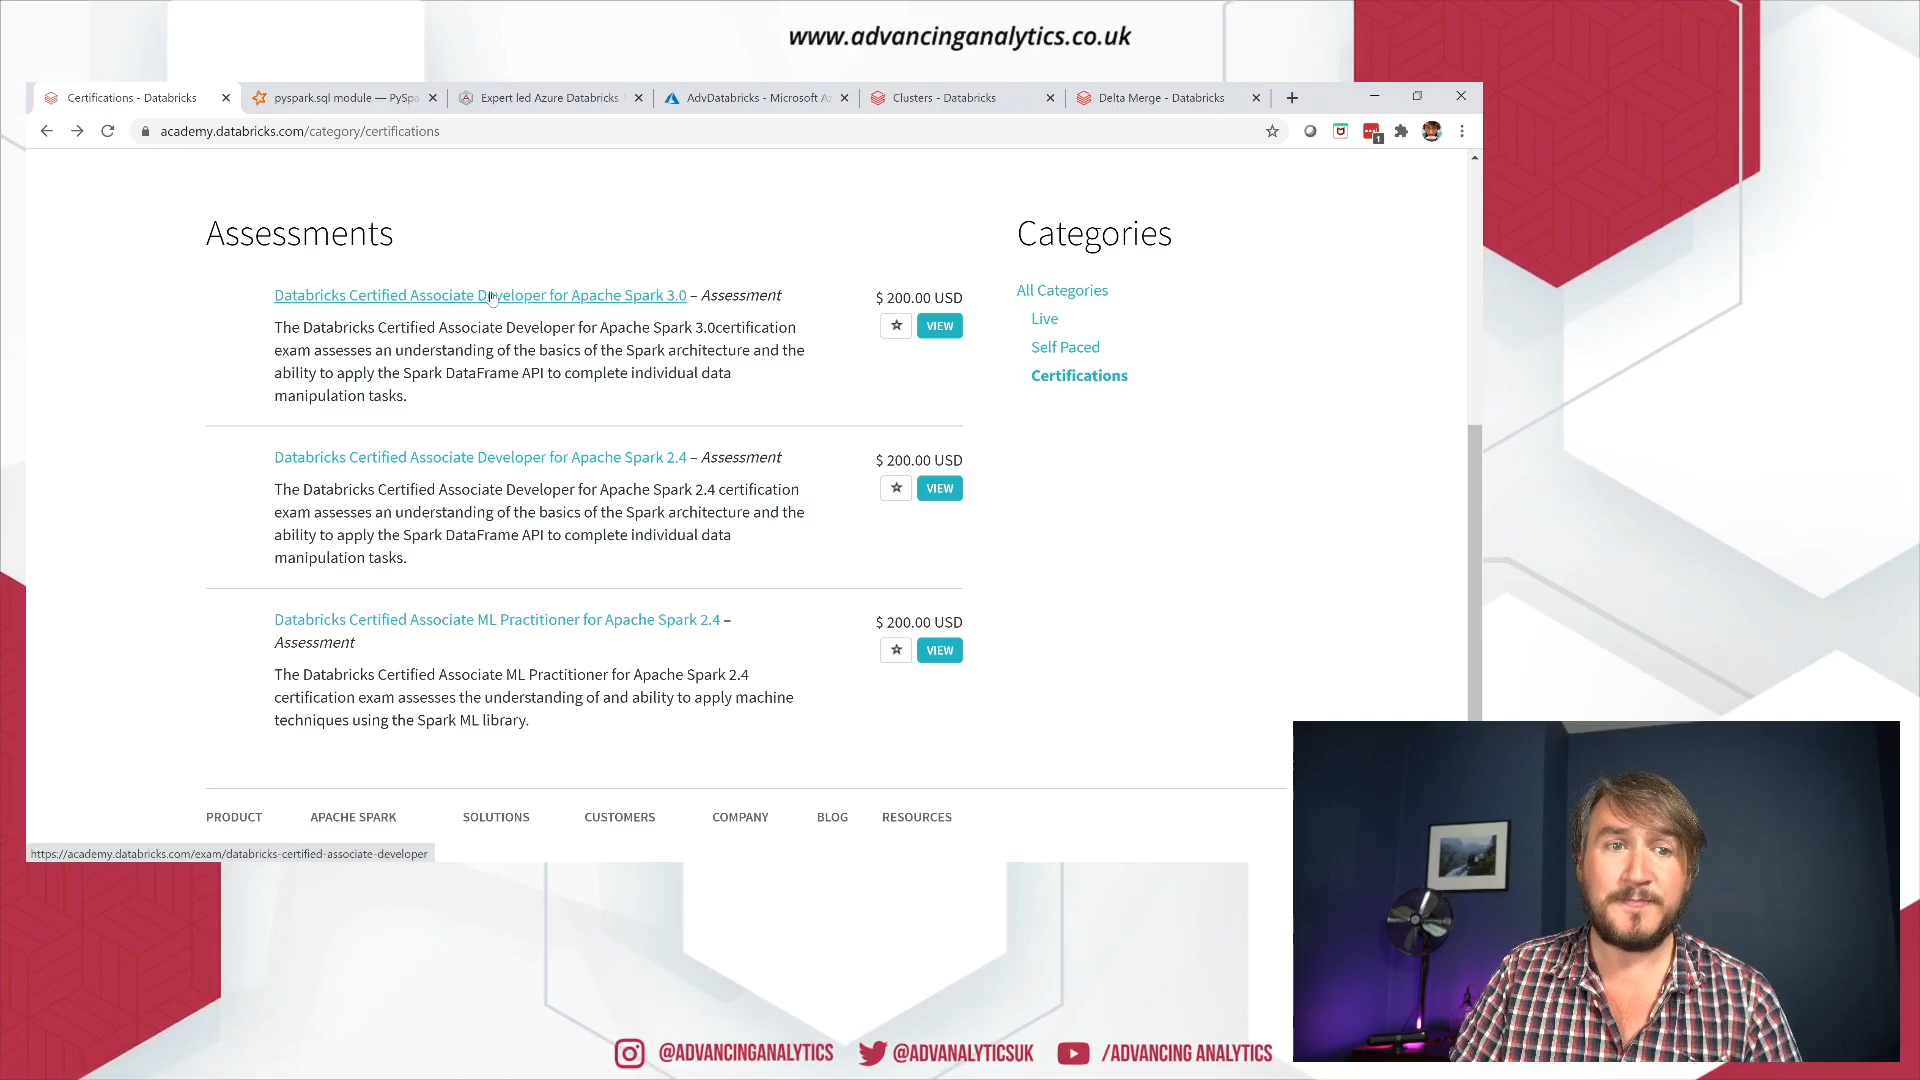 www.advancinganalytics.co.uk
Certifications - Databricks
pyspark.sql module — PySpa
Expert led Azure Databricks T
AdvDatabricks - Microsoft Az
Clusters - Databricks
Delta Merge - Databricks
academy.databricks.com/category/certifications
1
Assessments
Databricks Certified Associate Developer for Apache Spark 3.0 – Assessment
$ 200.00 USD
VIEW
The Databricks Certified Associate Developer for Apache Spark 3.0certification
exam assesses an understanding of the basics of the Spark architecture and the
ability to apply the Spark DataFrame API to complete individual data
manipulation tasks.
Databricks Certified Associate Developer for Apache Spark 2.4 – Assessment
$ 200.00 USD
VIEW
The Databricks Certified Associate Developer for Apache Spark 2.4 certification
exam assesses an understanding of the basics of the Spark architecture and the
ability to apply the Spark DataFrame API to complete individual data
manipulation tasks.
Databricks Certified Associate ML Practitioner for Apache Spark 2.4 –
Assessment
$ 200.00 USD
VIEW
The Databricks Certified Associate ML Practitioner for Apache Spark 2.4
certification exam assesses the understanding of and ability to apply machine
techniques using the Spark ML library.
Categories
All Categories
Live
Self Paced
Certifications
PRODUCT APACHE SPARK SOLUTIONS CUSTOMERS COMPANY BLOG RESOURCES
https://academy.databricks.com/exam/databricks-certified-associate-developer
@ADVANCINGANALYTICS @ADVANALYTICSUK /ADVANCING ANALYTICS